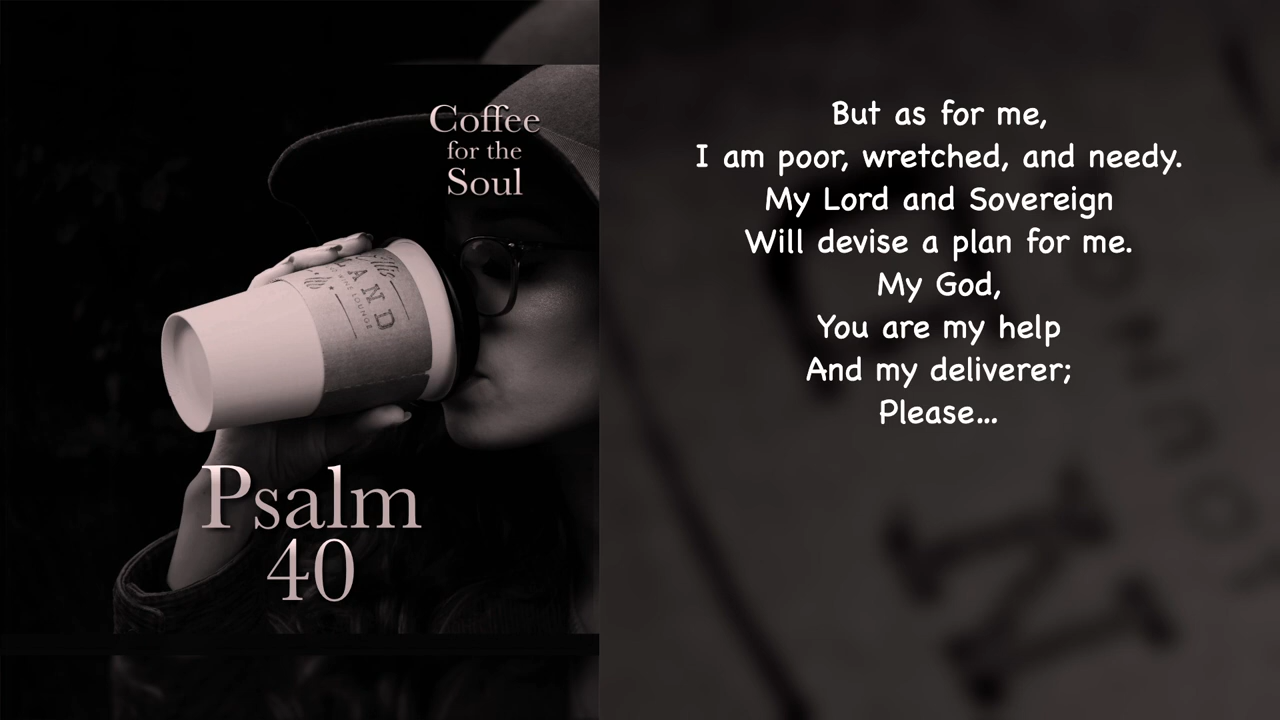 Coffee
for the
Soul
LAND
Psalm
40
But as for me,
I am poor, wretched, and needy.
My Lord and Sovereign
Will devise a plan for me.
My God,
You are my help
And my deliverer;
Please...